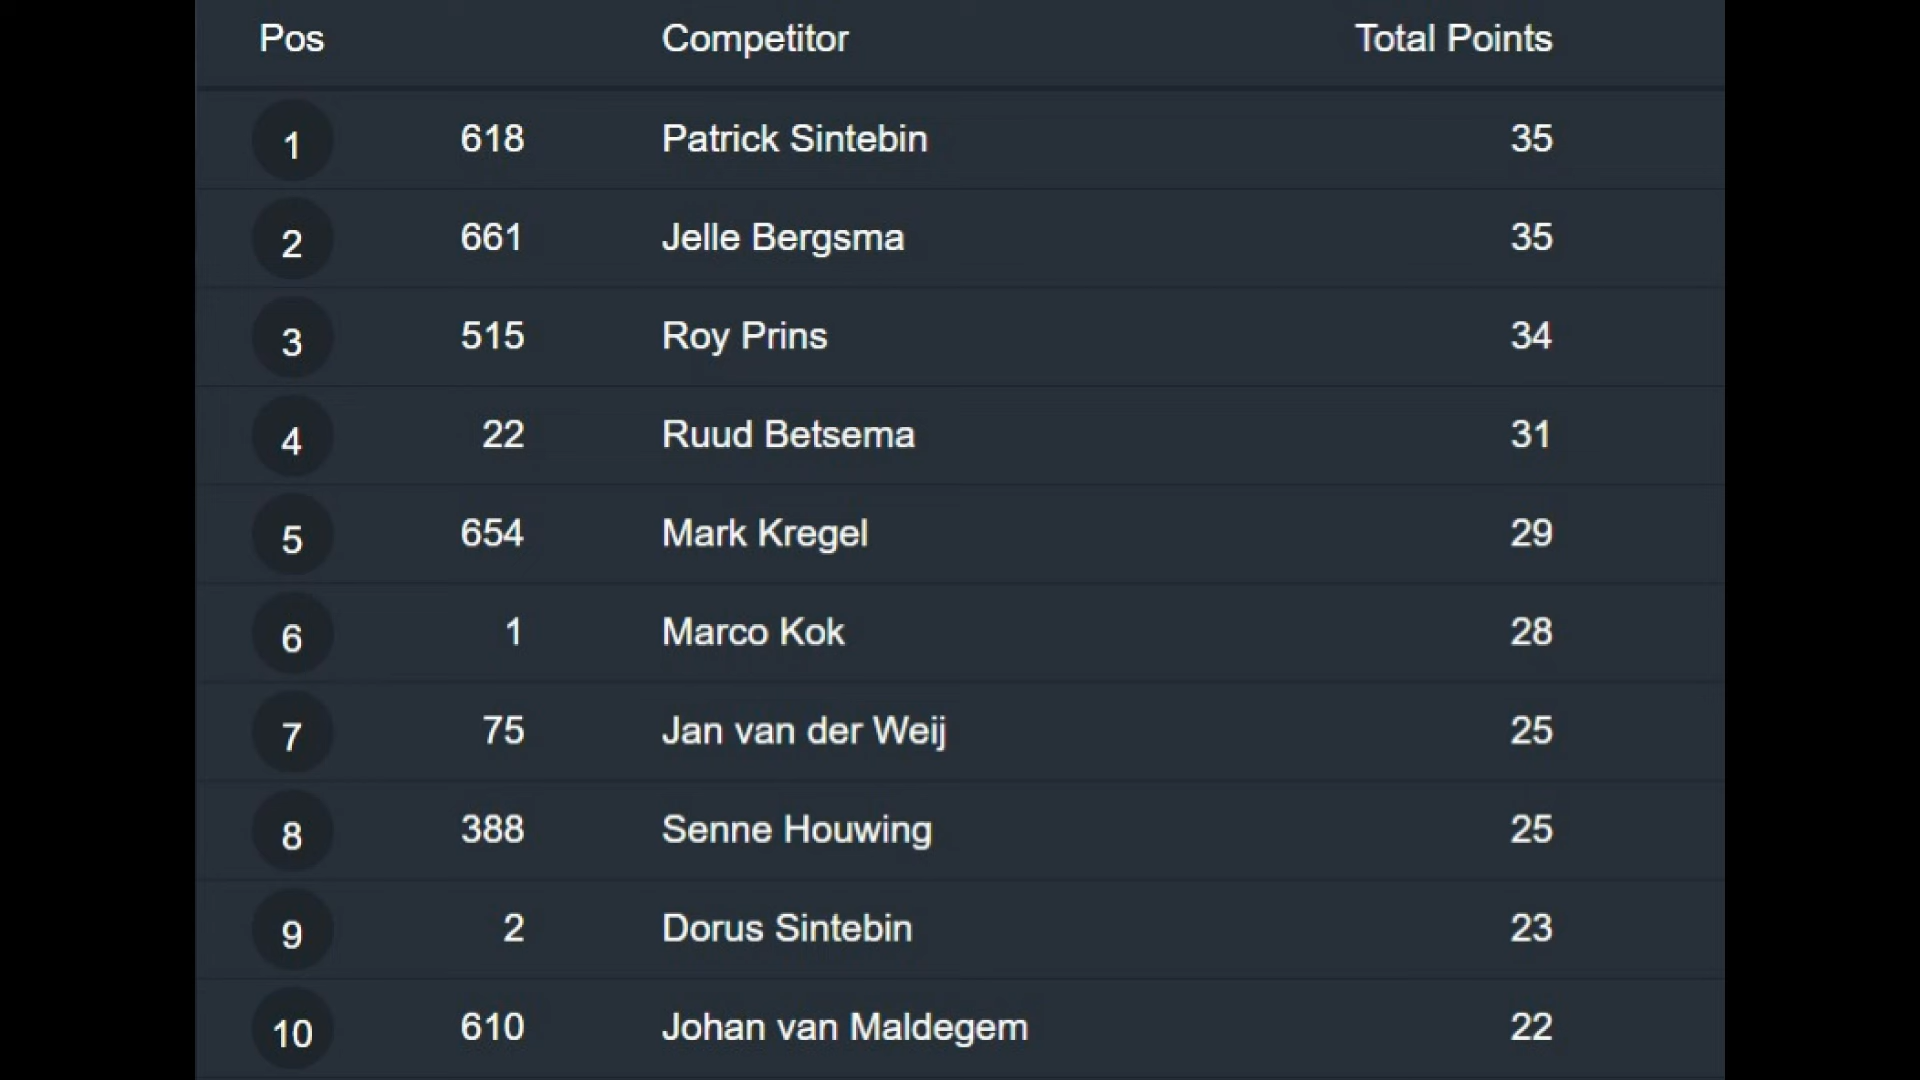 Pos Competitor Total Points
1 618 Patrick Sintebin 35
2 661 Jelle Bergsma 35
3 515 Roy Prins 34
4 22 Ruud Betsema 31
5 654 Mark Kregel 29
6 1 Marco Kok 28
7 75 Jan van der Weij 25
8 388 Senne Houwing 25
9 2 Dorus Sintebin 23
10 610 Johan van Maldegem 22